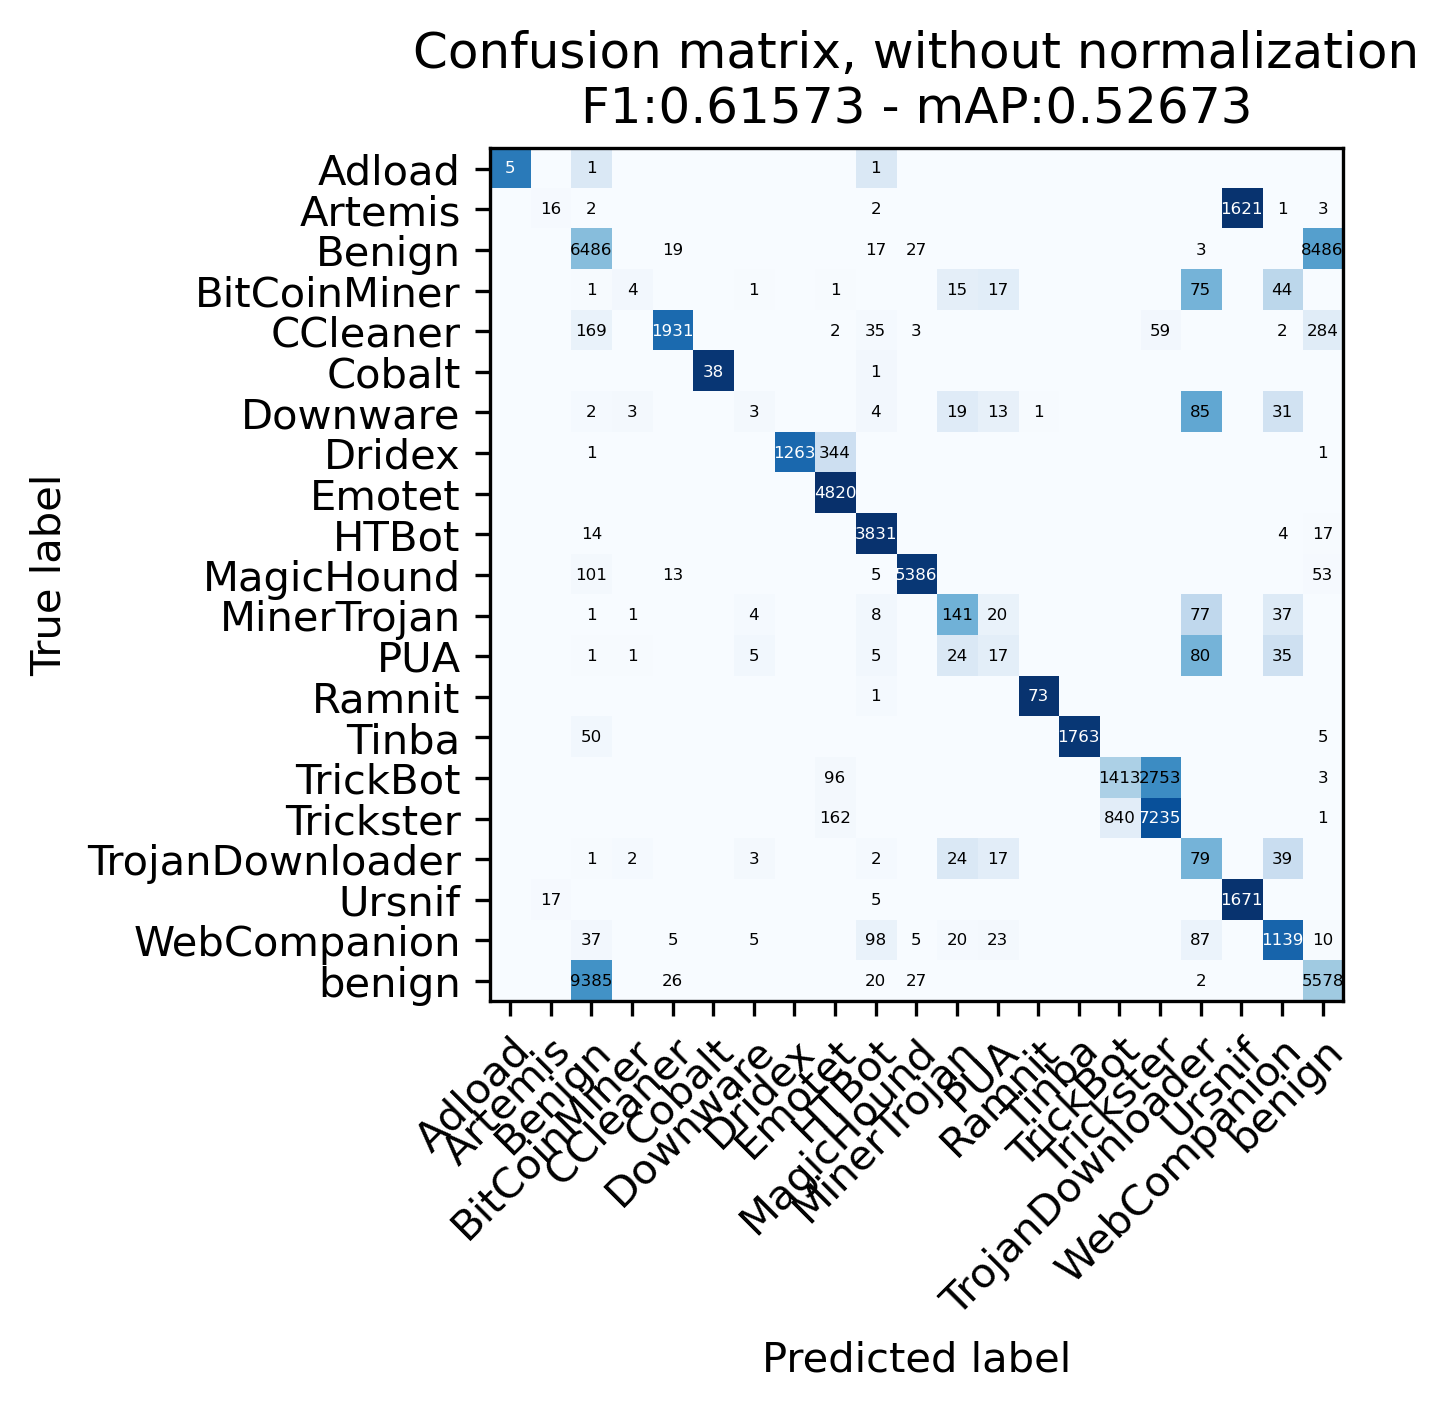 Confusion matrix, without normalization
F1:0.61573 - mAP:0.52673
True label
Adload 5 1 1
Artemis 16 2 2 1621 1 3
Benign 6486 19 17 27 3 8486
BitCoinMiner 1 4 1 1 15 17 75 44
CCleaner 169 1931 2 35 3 59 2 284
Cobalt 38 1
Downware 2 3 3 4 19 13 1 85 31
Dridex 1 1263 344 1
Emotet 4820
HTBot 14 3831 4 17
MagicHound 101 13 5 5386 53
MinerTrojan 1 1 4 8 141 20 77 37
PUA 1 1 5 5 24 17 80 35
Ramnit 1 73
Tinba 50 1763 5
TrickBot 96 1413 2753 3
Trickster 162 840 7235 1
TrojanDownloader 1 2 3 2 24 17 79 39
Ursnif 17 5 1671
WebCompanion 37 5 5 98 5 20 23 87 1139 10
benign 9385 26 20 27 2 5578
Adload
Artemis
Benign
BitCoinMiner
CCleaner
Cobalt
Downware
Dridex
Emotet
HTBot
MagicHound
MinerTrojan
PUA
Ramnit
Tinba
TrickBot
Trickster
TrojanDownloader
Ursnif
WebCompanion
benign
Predicted label